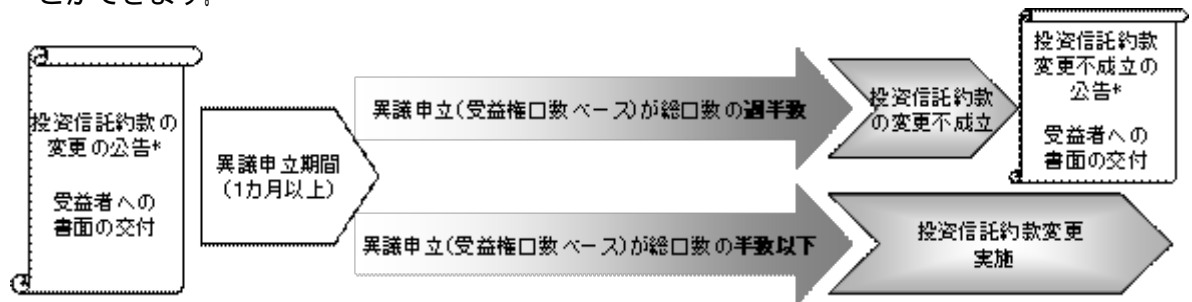 とができます。
投資信託約款の
変更の公告*
受益者への
書面の交付
異議申立期間
(1カ月以上)
異議申立(受益権口数ベース)が総口数の過半数
投資信託約款
の変更不成立
投資信託約款
変更不成立の
公告*
受益者への
書面の交付
異議申立(受益権口数ベース)が総口数の半数以下
投資信託約款変更
実施